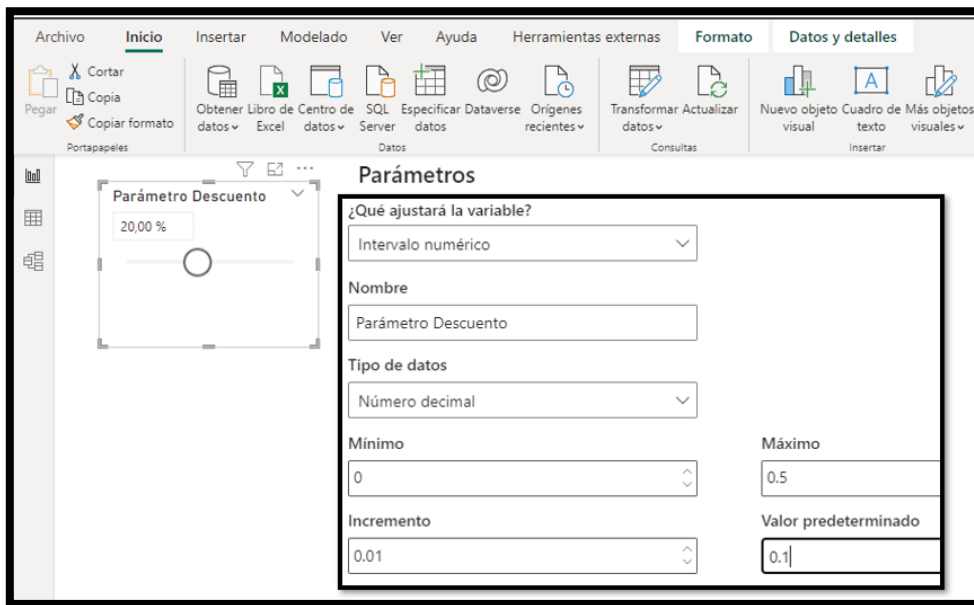 Archivo Inicio Insertar Modelado Ver Ayuda Herramientas externas Formato Datos y detalles
Pegar
Cortar
Copia
Copiar formato
Portapapeles
Obtener datos
Libro de Excel
Centro de datos
SQL Server
Especificar datos
Dataverse
Orígenes recientes
Datos
Transformar datos
Actualizar
Consultas
Nuevo objeto visual
Cuadro de texto
Más objetos visuales
Insertar
Parámetro Descuento
20,00 %
Parámetros
¿Qué ajustará la variable?
Intervalo numérico
Nombre
Parámetro Descuento
Tipo de datos
Número decimal
Mínimo
0
Máximo
0.5
Incremento
0.01
Valor predeterminado
0.1